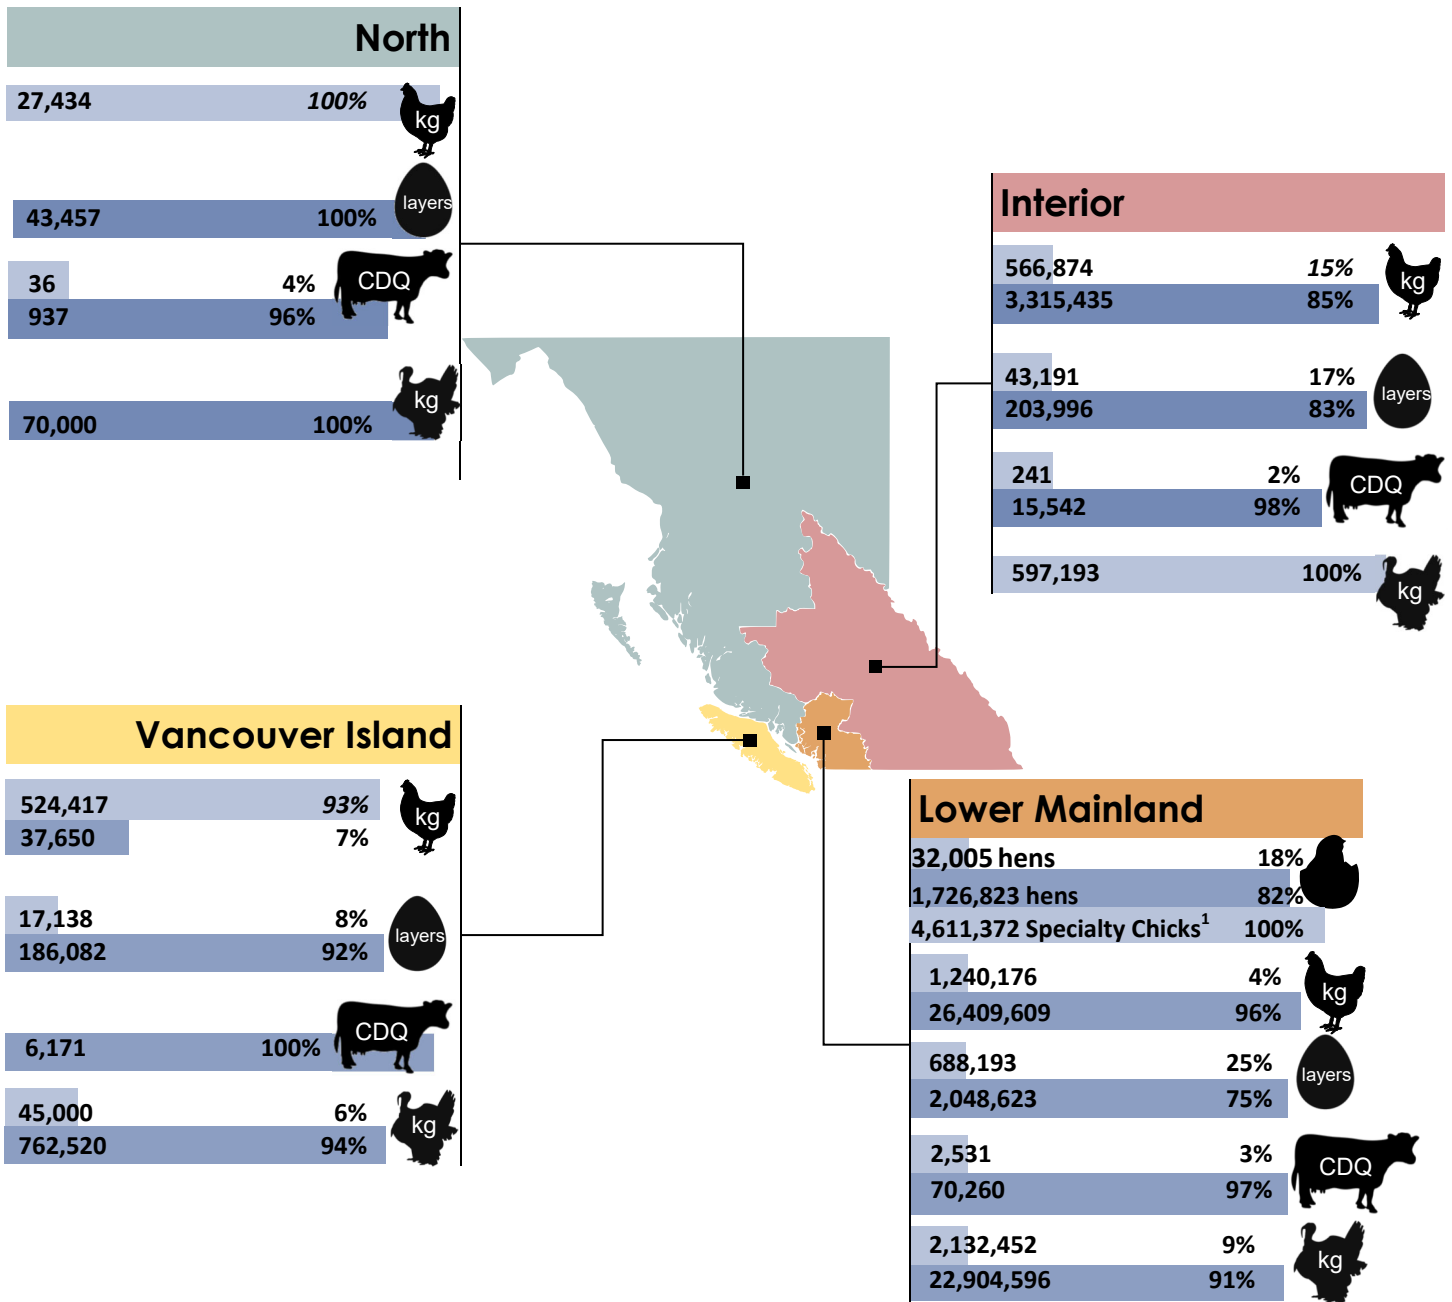 North
27,434 100%
kg
layers
43,457 100%
36 4%
CDQ
937 96%
kg
70,000 100%
Interior
566,874 15%
kg
3,315,435 85%
43,191 17%
layers
203,996 83%
241 2%
CDQ
15,542 98%
597,193 100%
kg
Vancouver Island
524,417 93%
kg
37,650 7%
17,138 8%
layers
186,082 92%
CDQ
6,171 100%
45,000 6%
kg
762,520 94%
Lower Mainland
32,005 hens 18%
1,726,823 hens 82%
4,611,372 Specialty Chicks¹ 100%
1,240,176 4%
kg
26,409,609 96%
688,193 25%
layers
2,048,623 75%
2,531 3%
CDQ
70,260 97%
2,132,452 9%
kg
22,904,596 91%